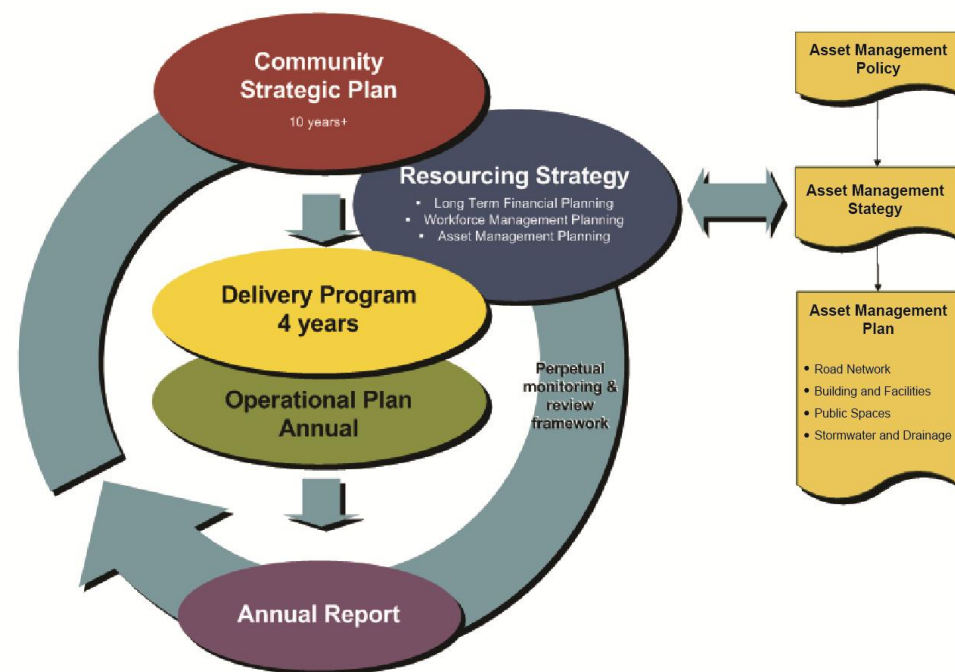 Community
Strategic Plan
10 years+
Resourcing Strategy
▪ Long Term Financial Planning
▪ Workforce Management Planning
▪ Asset Management Planning
Delivery Program
4 years
Operational Plan
Annual
Perpetual
monitoring &
review
framework
Annual Report
Asset Management
Policy
Asset Management
Stategy
Asset Management
Plan
• Road Network
• Building and Facilities
• Public Spaces
• Stormwater and Drainage